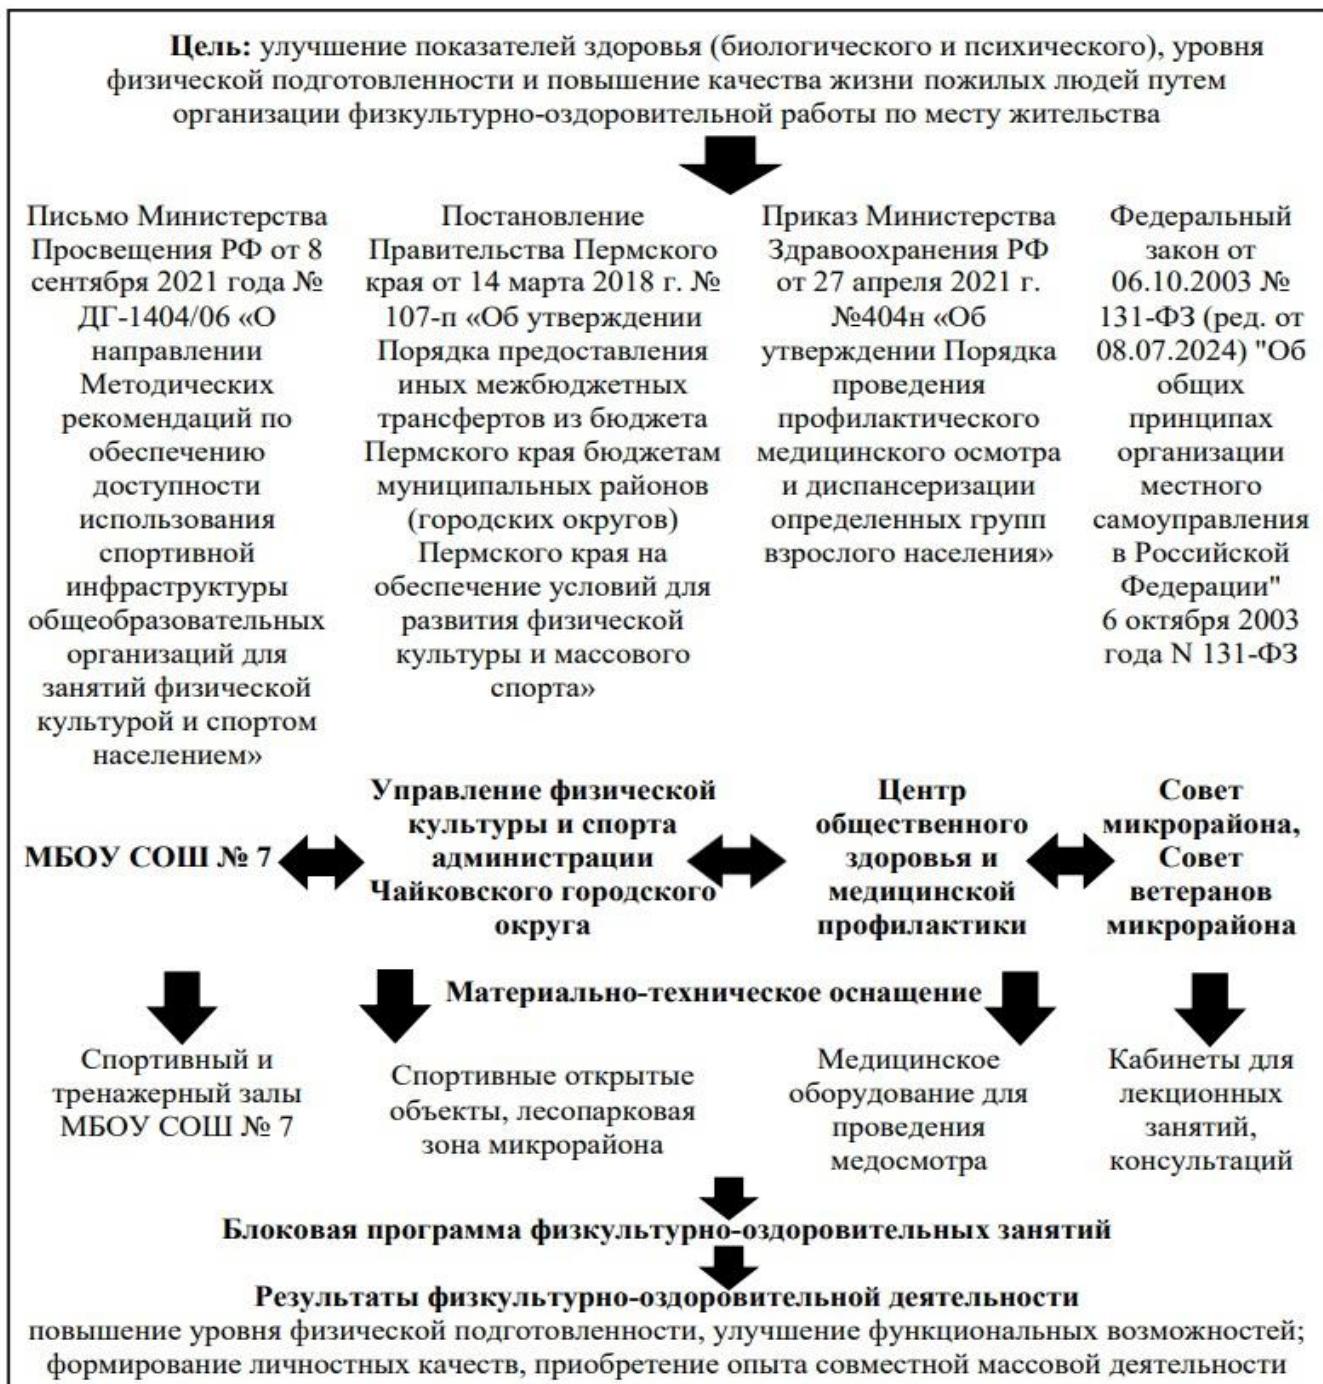 Цель: улучшение показателей здоровья (биологического и психического), уровня
физической подготовленности и повышение качества жизни пожилых людей путем
организации физкультурно-оздоровительной работы по месту жительства
Письмо Министерства
Просвещения РФ от 8
сентября 2021 года №
ДГ-1404/06 «О
направлении
Методических
рекомендаций по
обеспечению
доступности
использования
спортивной
инфраструктуры
общеобразовательных
организаций для
занятий физической
культурой и спортом
населением»
Постановление
Правительства Пермского
края от 14 марта 2018 г. №
107-п «Об утверждении
Порядка предоставления
иных межбюджетных
трансфертов из бюджета
Пермского края бюджетам
муниципальных районов
(городских округов)
Пермского края на
обеспечение условий для
развития физической
культуры и массового
спорта»
Приказ Министерства
Здравоохранения РФ
от 27 апреля 2021 г.
№404н «Об
утверждении Порядка
проведения
профилактического
медицинского осмотра
и диспансеризации
определенных групп
взрослого населения»
Федеральный
закон от
06.10.2003 №
131-ФЗ (ред. от
08.07.2024) "Об
общих
принципах
организации
местного
самоуправления
в Российской
Федерации"
6 октября 2003
года N 131-ФЗ
МБОУ СОШ № 7
Управление физической
культуры и спорта
администрации
Чайковского городского
округа
Центр
общественного
здоровья и
медицинской
профилактики
Совет
микрорайона,
Совет
ветеранов
микрорайона
Материально-техническое оснащение
Спортивный и
тренажерный залы
МБОУ СОШ № 7
Спортивные открытые
объекты, лесопарковая
зона микрорайона
Медицинское
оборудование для
проведения
медосмотра
Кабинеты для
лекционных
занятий,
консультаций
Блоковая программа физкультурно-оздоровительных занятий
Результаты физкультурно-оздоровительной деятельности
повышение уровня физической подготовленности, улучшение функциональных возможностей;
формирование личностных качеств, приобретение опыта совместной массовой деятельности